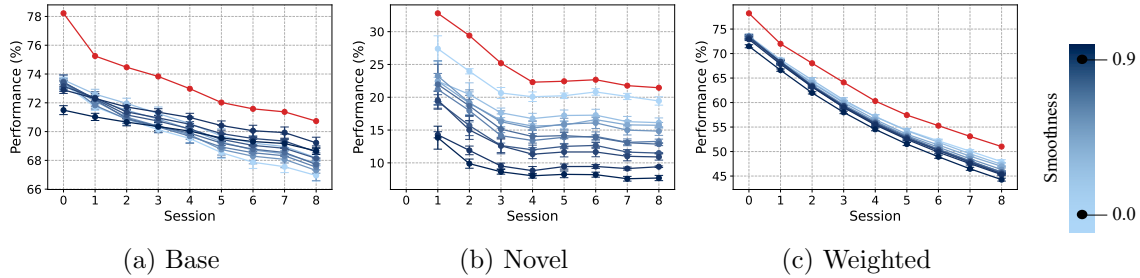 78
76
74
72
70
68
66
Performance (%)
0 1 2 3 4 5 6 7 8
Session
(a) Base
30
25
20
15
10
Performance (%)
0 1 2 3 4 5 6 7 8
Session
(b) Novel
75
70
65
60
55
50
45
Performance (%)
0 1 2 3 4 5 6 7 8
Session
(c) Weighted
Smoothness
0.9
0.0